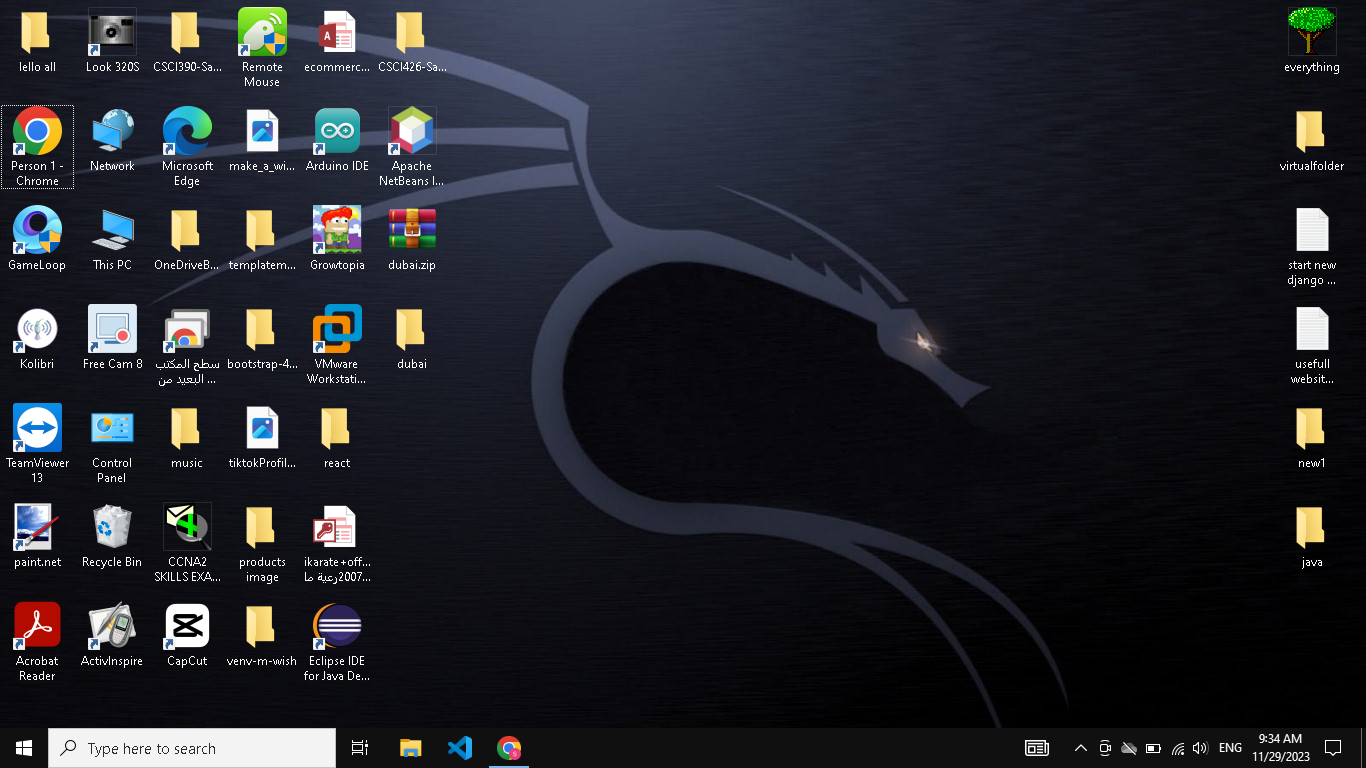 lello all
Look 320S
CSCI390-Sa...
Remote
Mouse
ecommerc...
CSCI426-Sa...
everything
Person 1 -
Chrome
Network
Microsoft
Edge
make_a_wi...
Arduino IDE
Apache
NetBeans I...
virtualfolder
GameLoop
This PC
OneDriveB...
templatem...
Growtopia
dubai.zip
start new
django ...
Kolibri
Free Cam 8
سطح المكتب
البعيد من ...
bootstrap-4...
VMware
Workstati...
dubai
usefull
websit...
TeamViewer
13
Control
Panel
music
tiktokProfil...
react
new1
paint.net
Recycle Bin
CCNA2
SKILLS EXA...
products
image
ikarate+off...
2007رعية ما...
java
Acrobat
Reader
ActivInspire
CapCut
venv-m-wish
Eclipse IDE
for Java De...
Type here to search
ENG
9:34 AM
11/29/2023